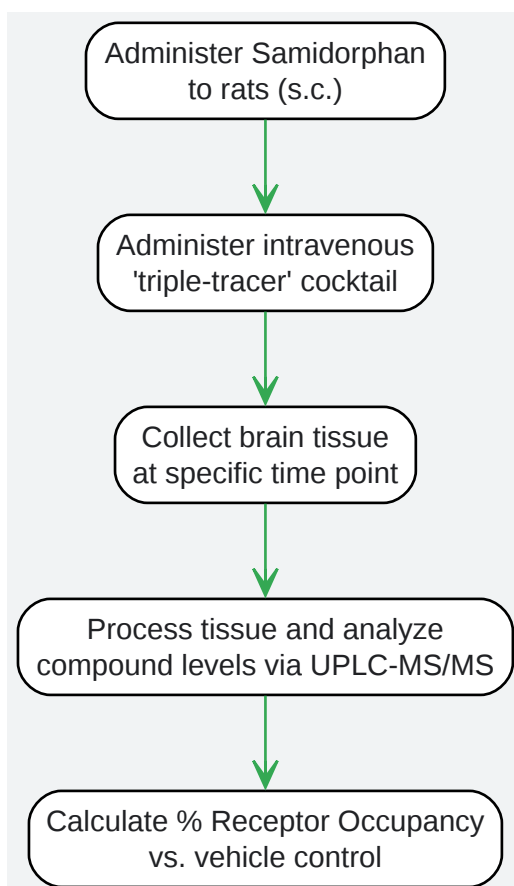 Administer Samidorphan
to rats (s.c.)
Administer intravenous
'triple-tracer' cocktail
Collect brain tissue
at specific time point
Process tissue and analyze
compound levels via UPLC-MS/MS
Calculate % Receptor Occupancy
vs. vehicle control